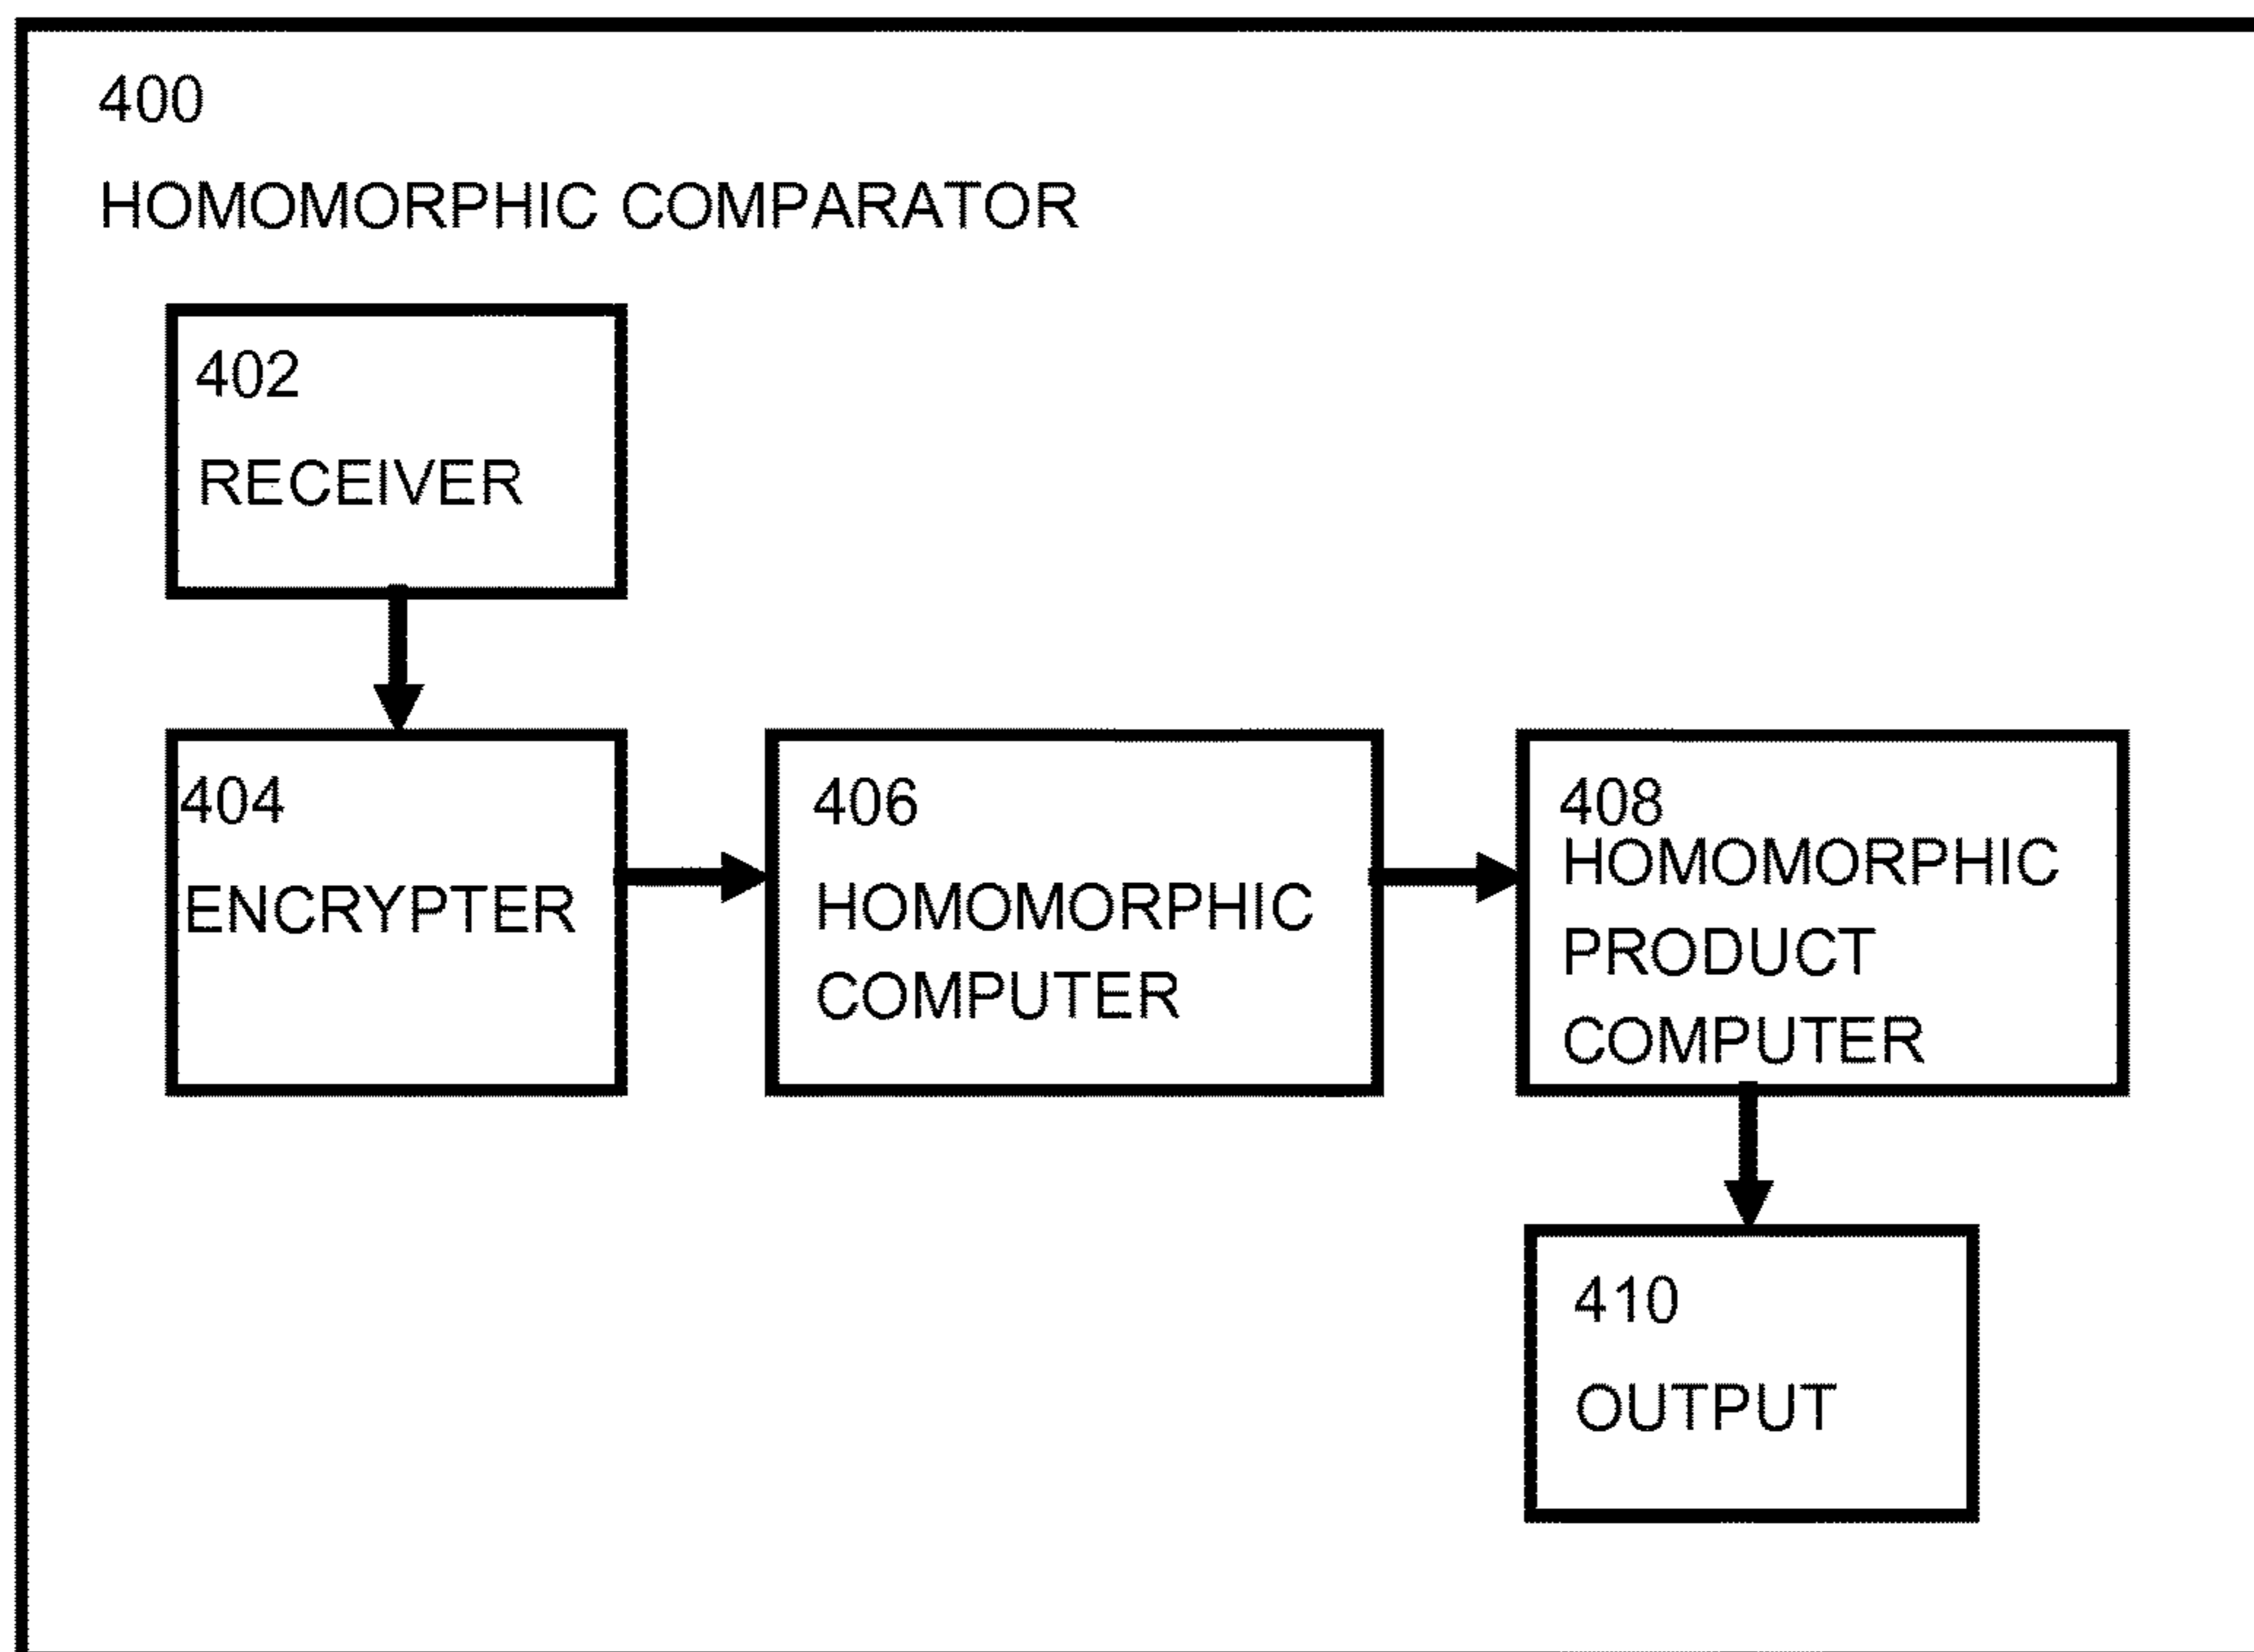 400
HOMOMORPHIC COMPARATOR
402
RECEIVER
404
ENCRYPTER
406
HOMOMORPHIC
COMPUTER
408
HOMOMORPHIC
PRODUCT
COMPUTER
410
OUTPUT